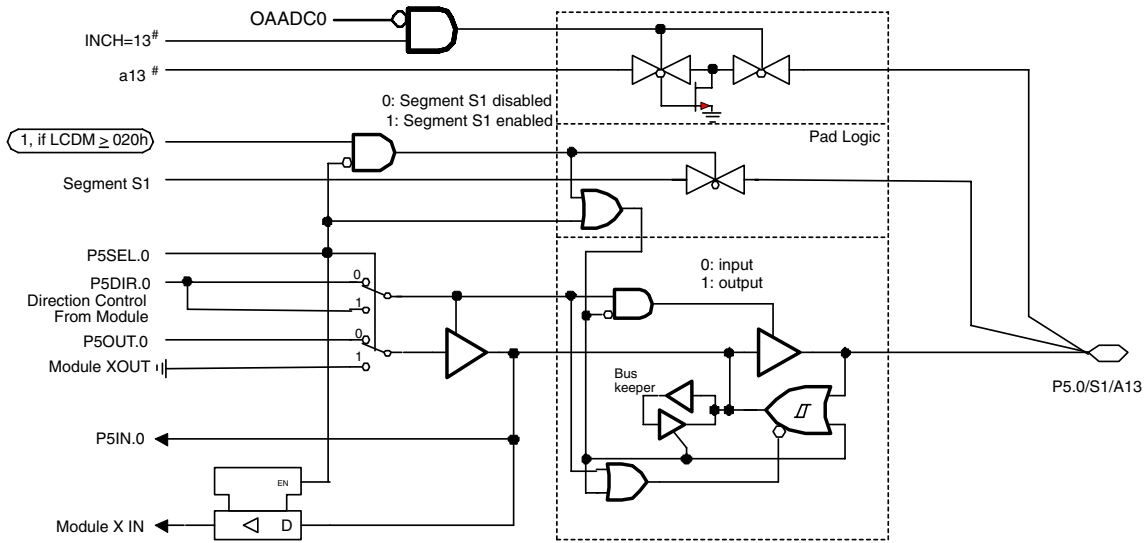 OAADC0
INCH=13#
a13 #
0: Segment S1 disabled
1: Segment S1 enabled
Pad Logic
1, if LCDM ≥ 020h
Segment S1
P5SEL.0
0: input
1: output
P5DIR.0
0
Direction Control
From Module
1
P5OUT.0
0
Module XOUT
1
Bus
keeper
P5.0/S1/A13
P5IN.0
EN
Module X IN
D